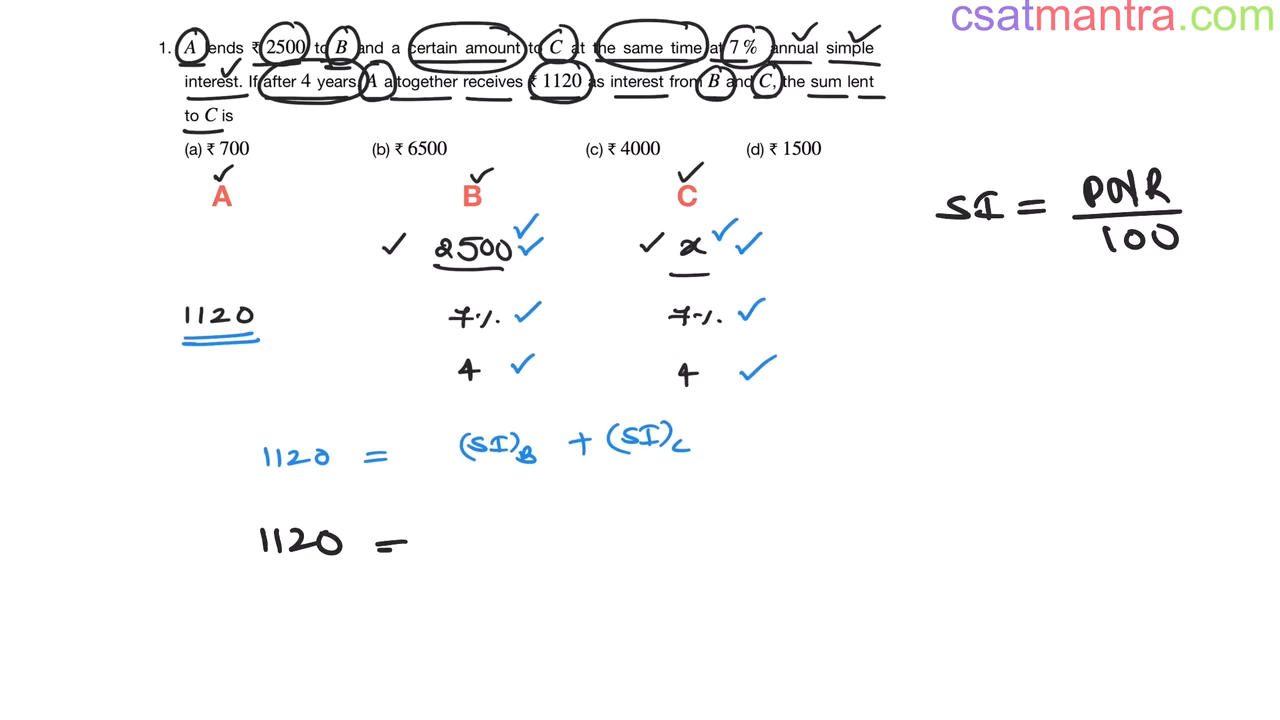 csatmantra.com
1. A lends ₹ 2500 to B and a certain amount to C at the same time at 7 % annual simple
interest. If after 4 years, A altogether receives ₹ 1120 as interest from B and C, the sum lent
to C is
(a) ₹ 700 (b) ₹ 6500 (c) ₹ 4000 (d) ₹ 1500
A B C
SI = PNR
100
2500 x
1120 7% 7%
4 4
1120 = (SI)B + (SI)C
1120 =